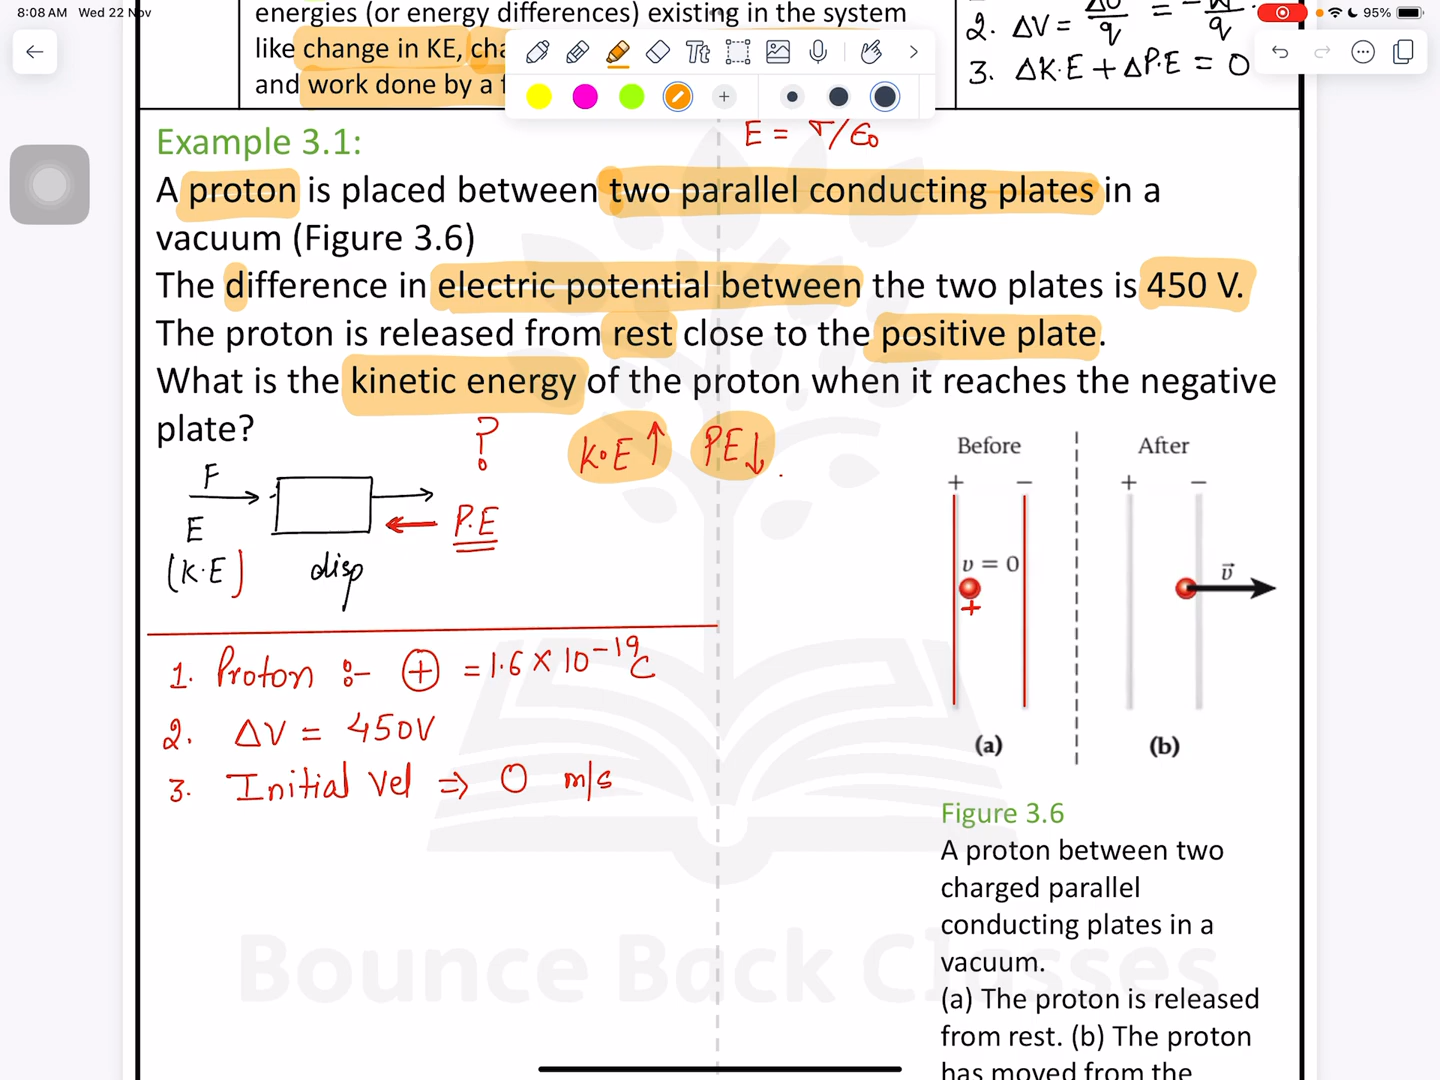 8:08 AM Wed 22 Nov
95%
energies (or energy differences) existing in the system
like change in KE, cha
and work done by a f
2. ΔV = ΔU/q = -W/q
3. ΔK.E + ΔP.E = 0
Tt
Example 3.1:
E = σ/ϵ₀
A proton is placed between two parallel conducting plates in a
vacuum (Figure 3.6)
The difference in electric potential between the two plates is 450 V.
The proton is released from rest close to the positive plate.
What is the kinetic energy of the proton when it reaches the negative
plate?
?
K.E ↑ PE ↓
F
E
(K.E)
disp
P.E
1. Proton :- ⊕ = 1.6 × 10⁻¹⁹C
2. ΔV = 450V
3. Initial Vel ⇒ 0 m/s
Before
After
+ −
+ −
v = 0
+
v⃗
(a)
(b)
Figure 3.6
A proton between two
charged parallel
conducting plates in a
vacuum.
(a) The proton is released
from rest. (b) The proton
has moved from the
Bounce Back Classes